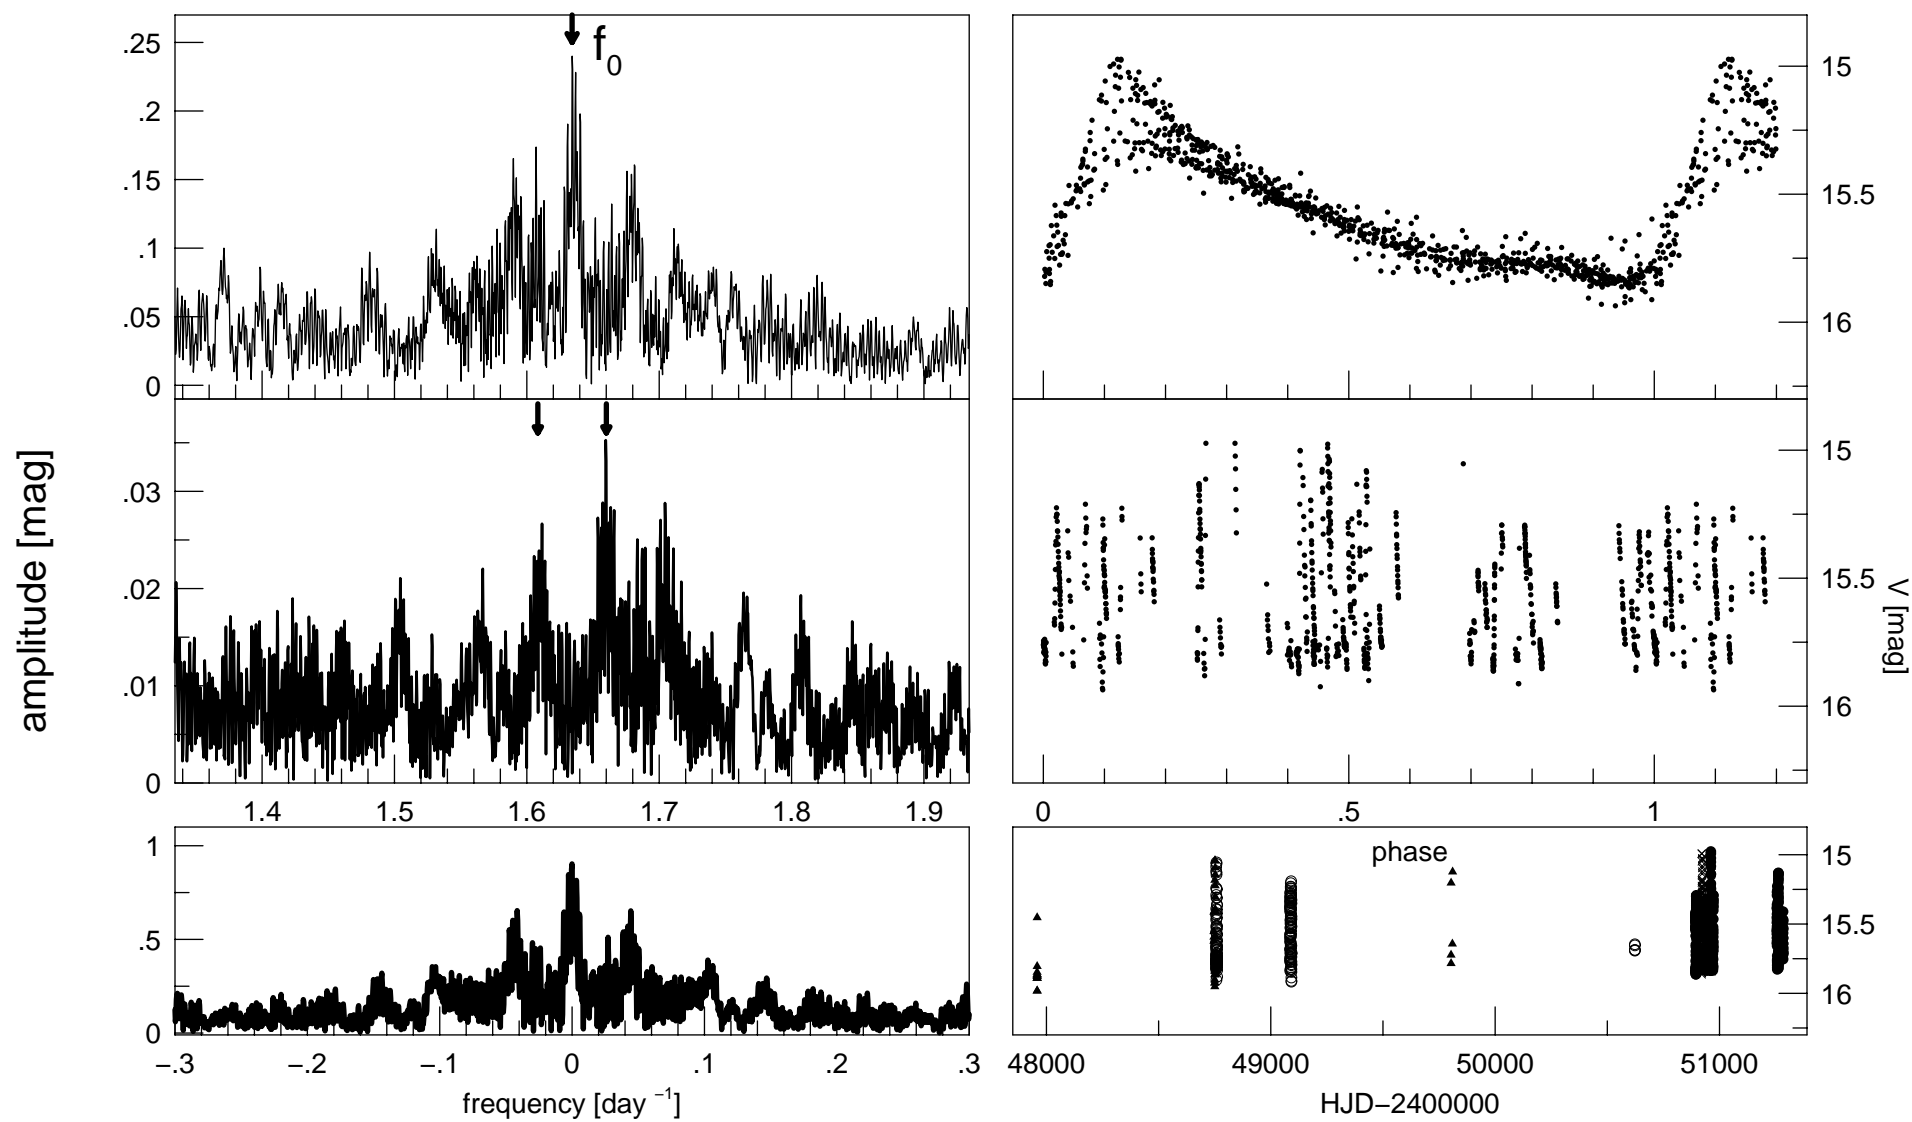 f0
.25
.2
.15
.1
.05
0
15
15.5
16
amplitude [mag]
.03
.02
.01
0
1.4 1.5 1.6 1.7 1.8 1.9
15
15.5
16
V [mag]
0 .5 1
phase
1
.5
0
−.3 −.2 −.1 0 .1 .2 .3
frequency [day −1]
15
15.5
16
48000 49000 50000 51000
HJD−2400000